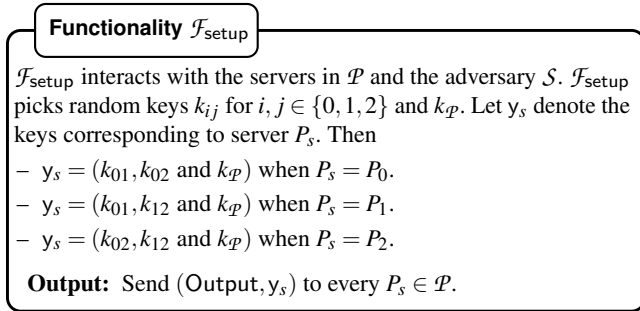 Functionality ℱsetup
ℱsetup interacts with the servers in 𝒫 and the adversary 𝒮. ℱsetup
picks random keys kij for i, j ∈ {0,1,2} and k𝒫. Let ys denote the
keys corresponding to server Ps. Then
– ys = (k01, k02 and k𝒫) when Ps = P0.
– ys = (k01, k12 and k𝒫) when Ps = P1.
– ys = (k02, k12 and k𝒫) when Ps = P2.
Output: Send (Output, ys) to every Ps ∈ 𝒫.